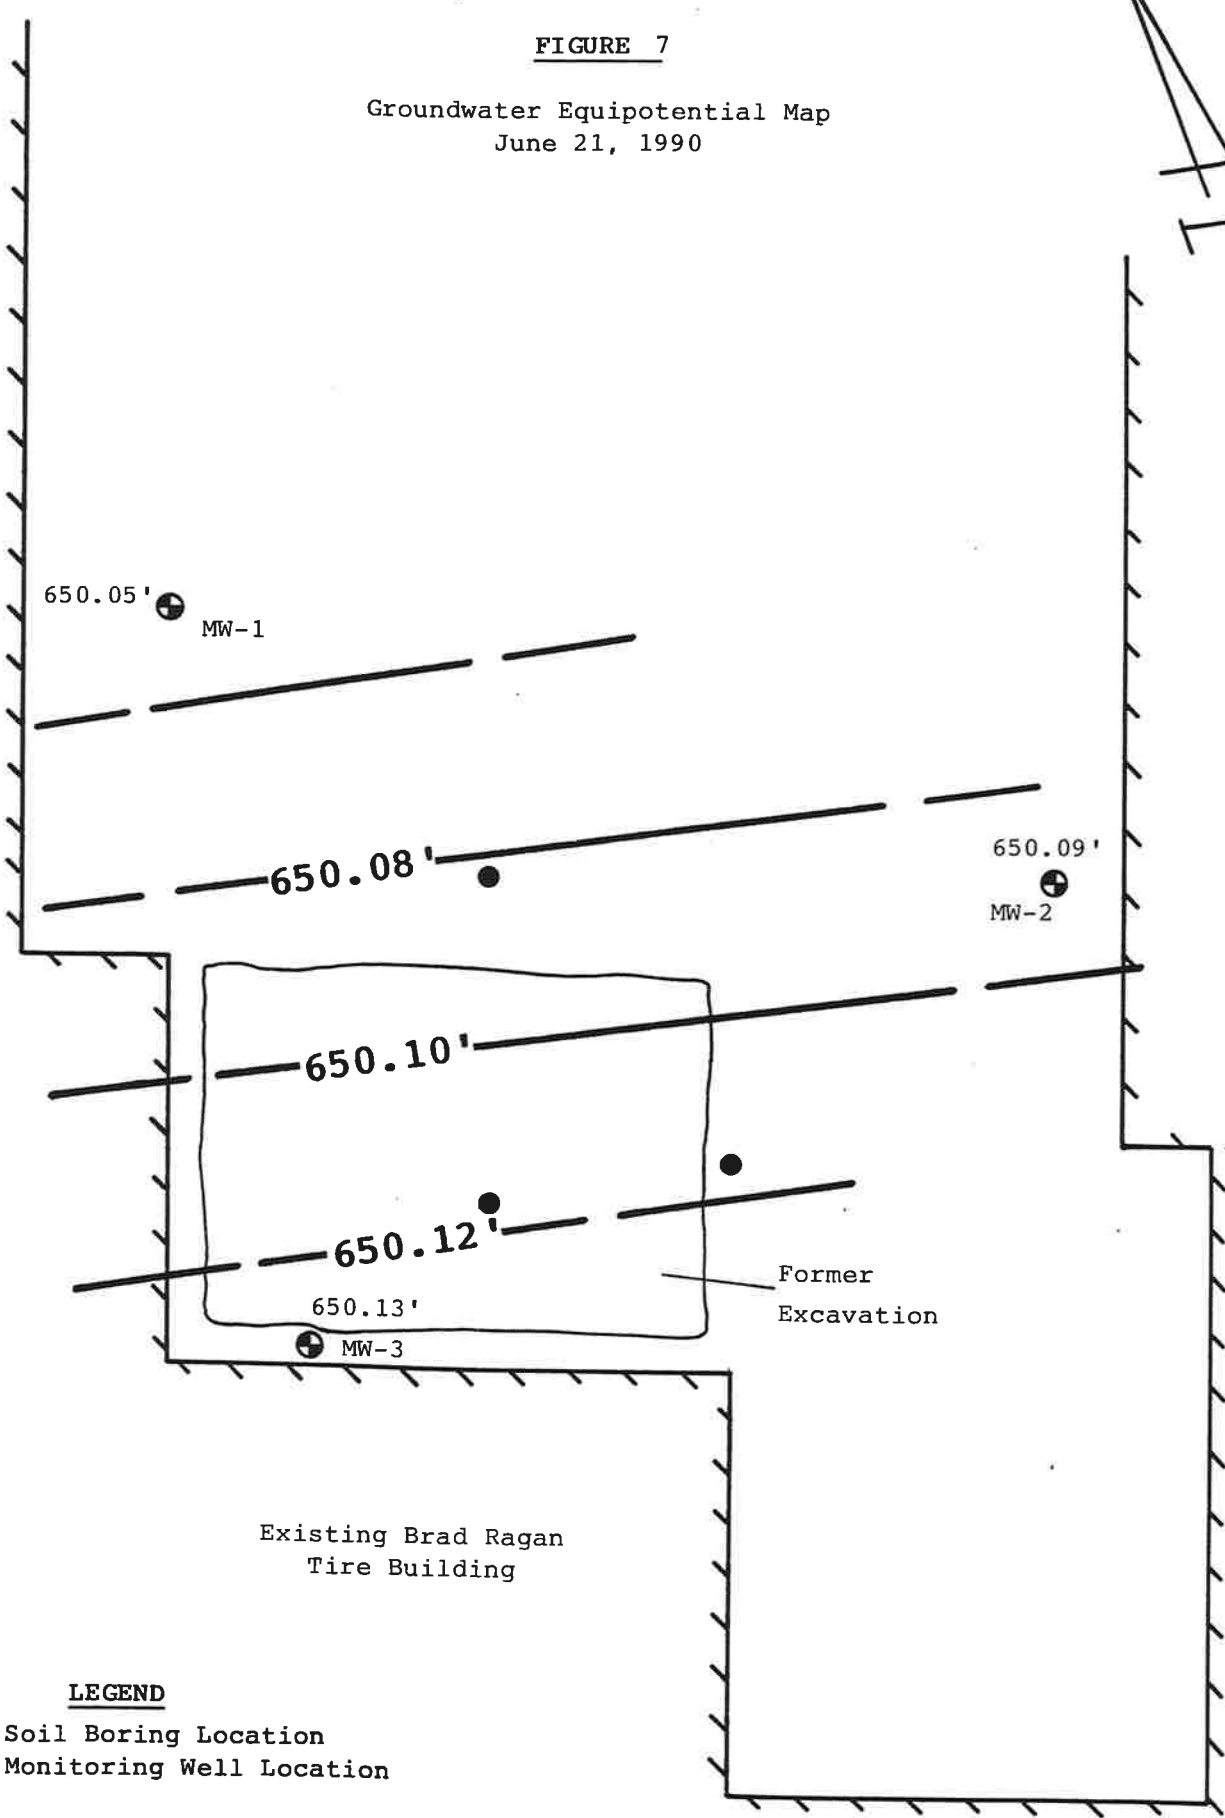 FIGURE 7
Groundwater Equipotential Map
June 21, 1990
650.05'
MW-1
650.08'
650.09'
MW-2
650.10'
650.12'
Former
Excavation
650.13'
MW-3
Existing Brad Ragan
Tire Building
LEGEND
Soil Boring Location
Monitoring Well Location